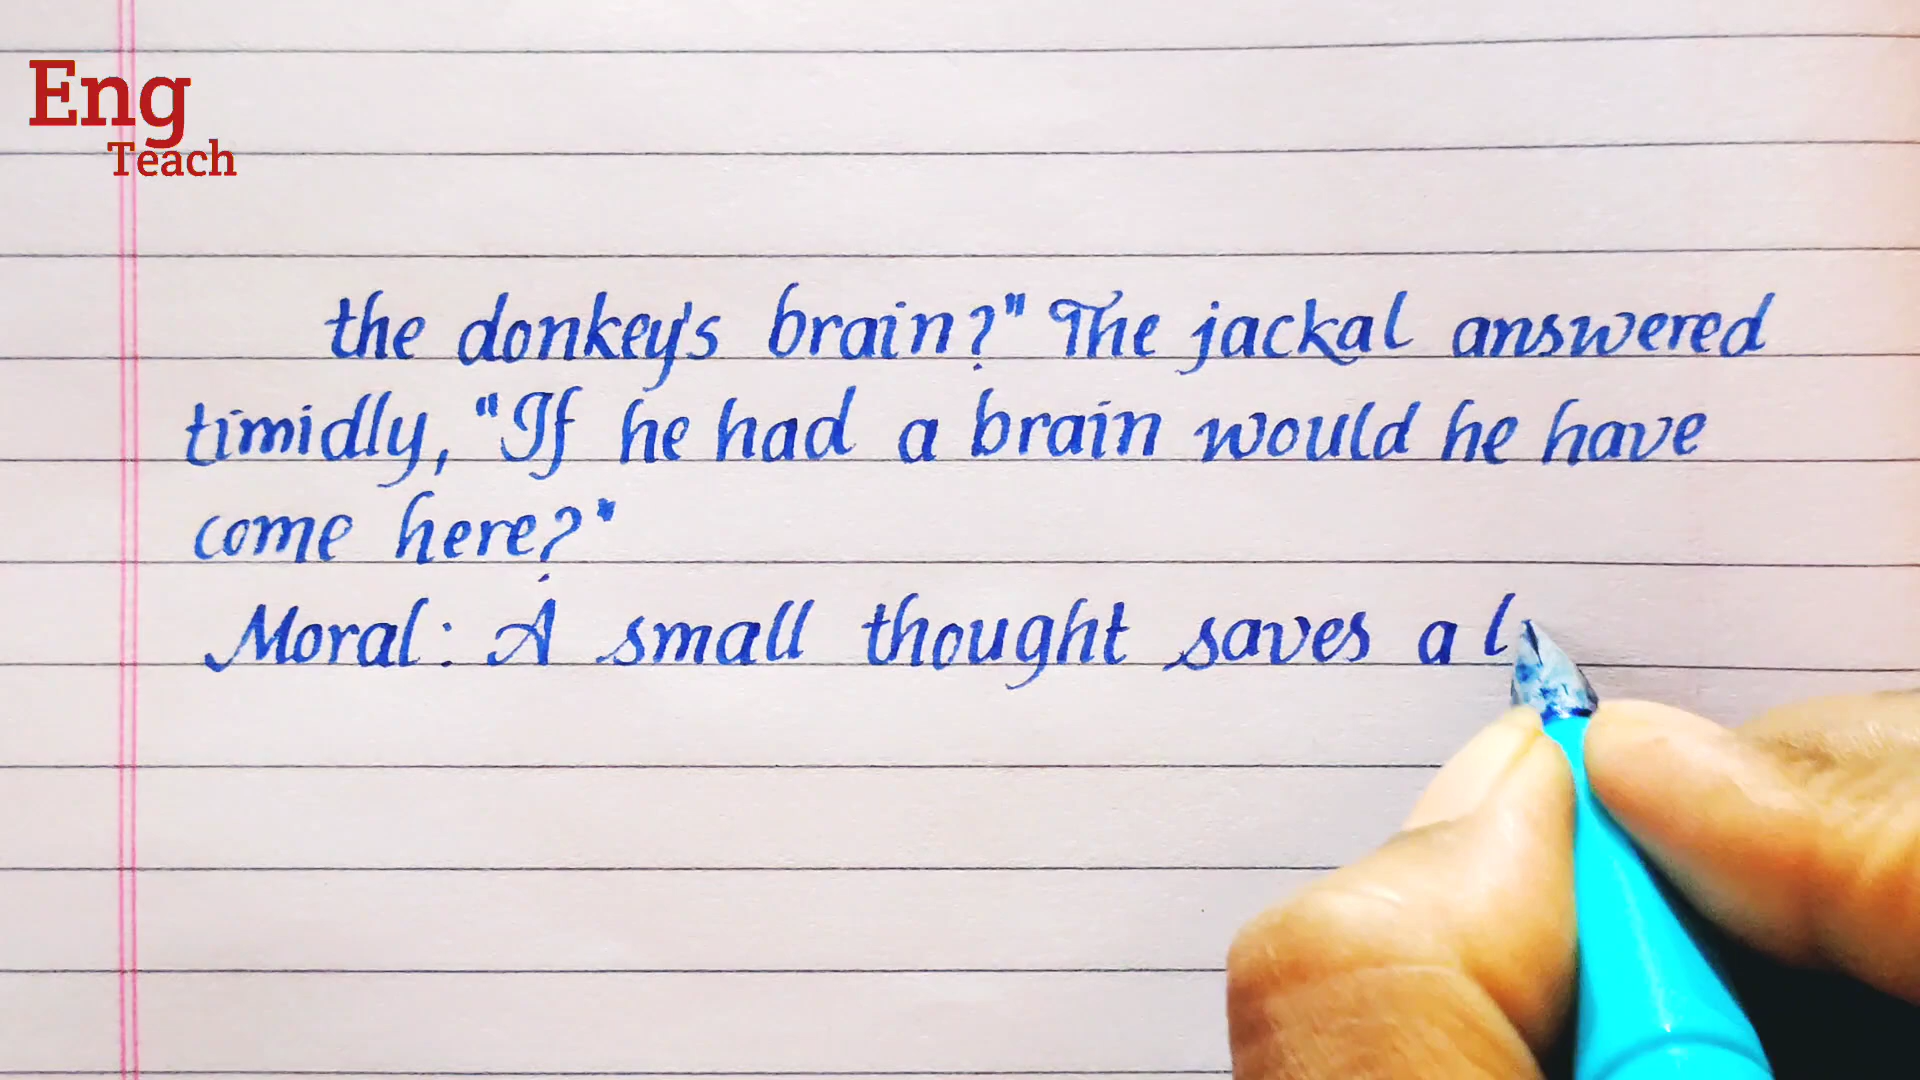 Eng
Teach
the donkey's brain?" The jackal answered
timidly, "If he had a brain would he have
come here?"
Moral: A small thought saves a l